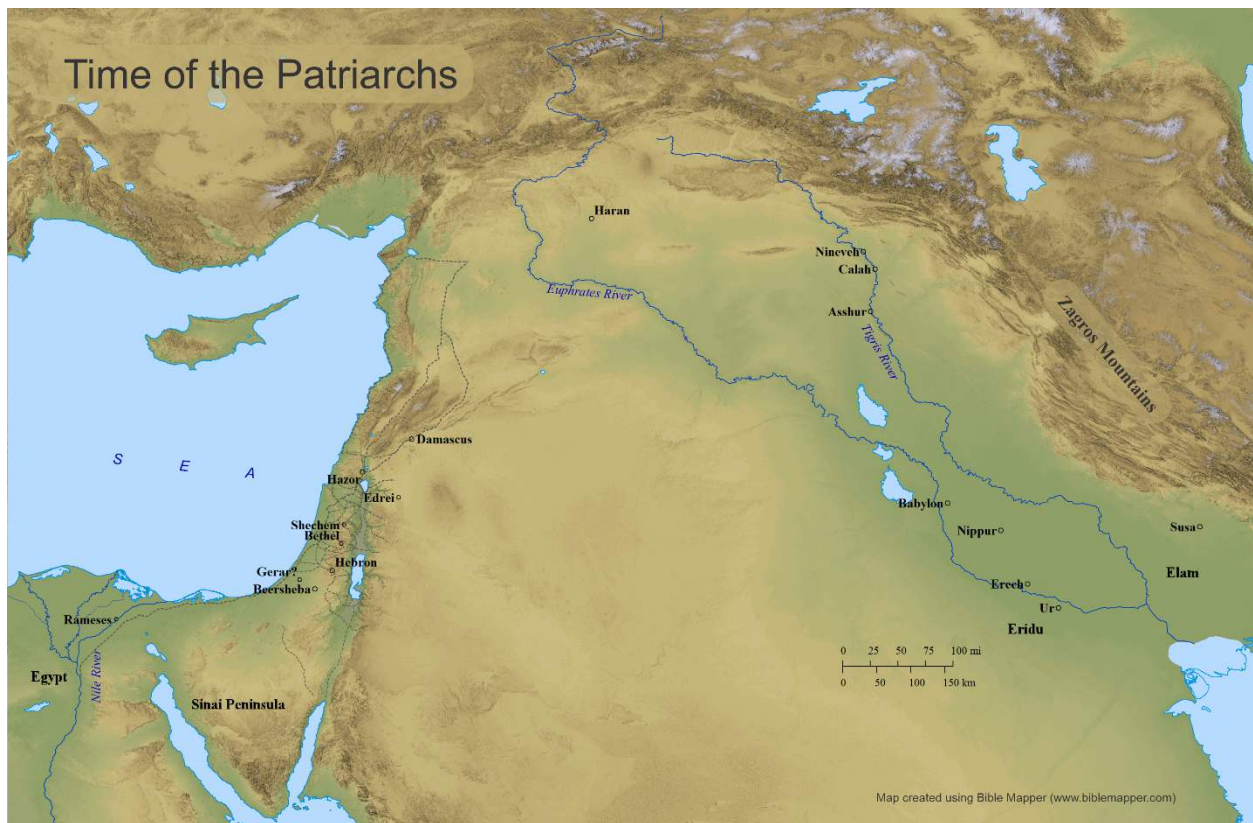 Time of the Patriarchs
Haran
Nineveh
Calah
Euphrates River
Asshur
Tigris River
Zagros Mountains
Damascus
S E A
Hazor
Edrei
Babylon
Shechem
Nippur
Susa
Bethel
Hebron
Gerar?
Elam
Beersheba
Erech
Ur
Rameses
Eridu
0 25 50 75 100 mi
0 50 100 150 km
Egypt
Nile River
Sinai Peninsula
Map created using Bible Mapper (www.biblemapper.com)